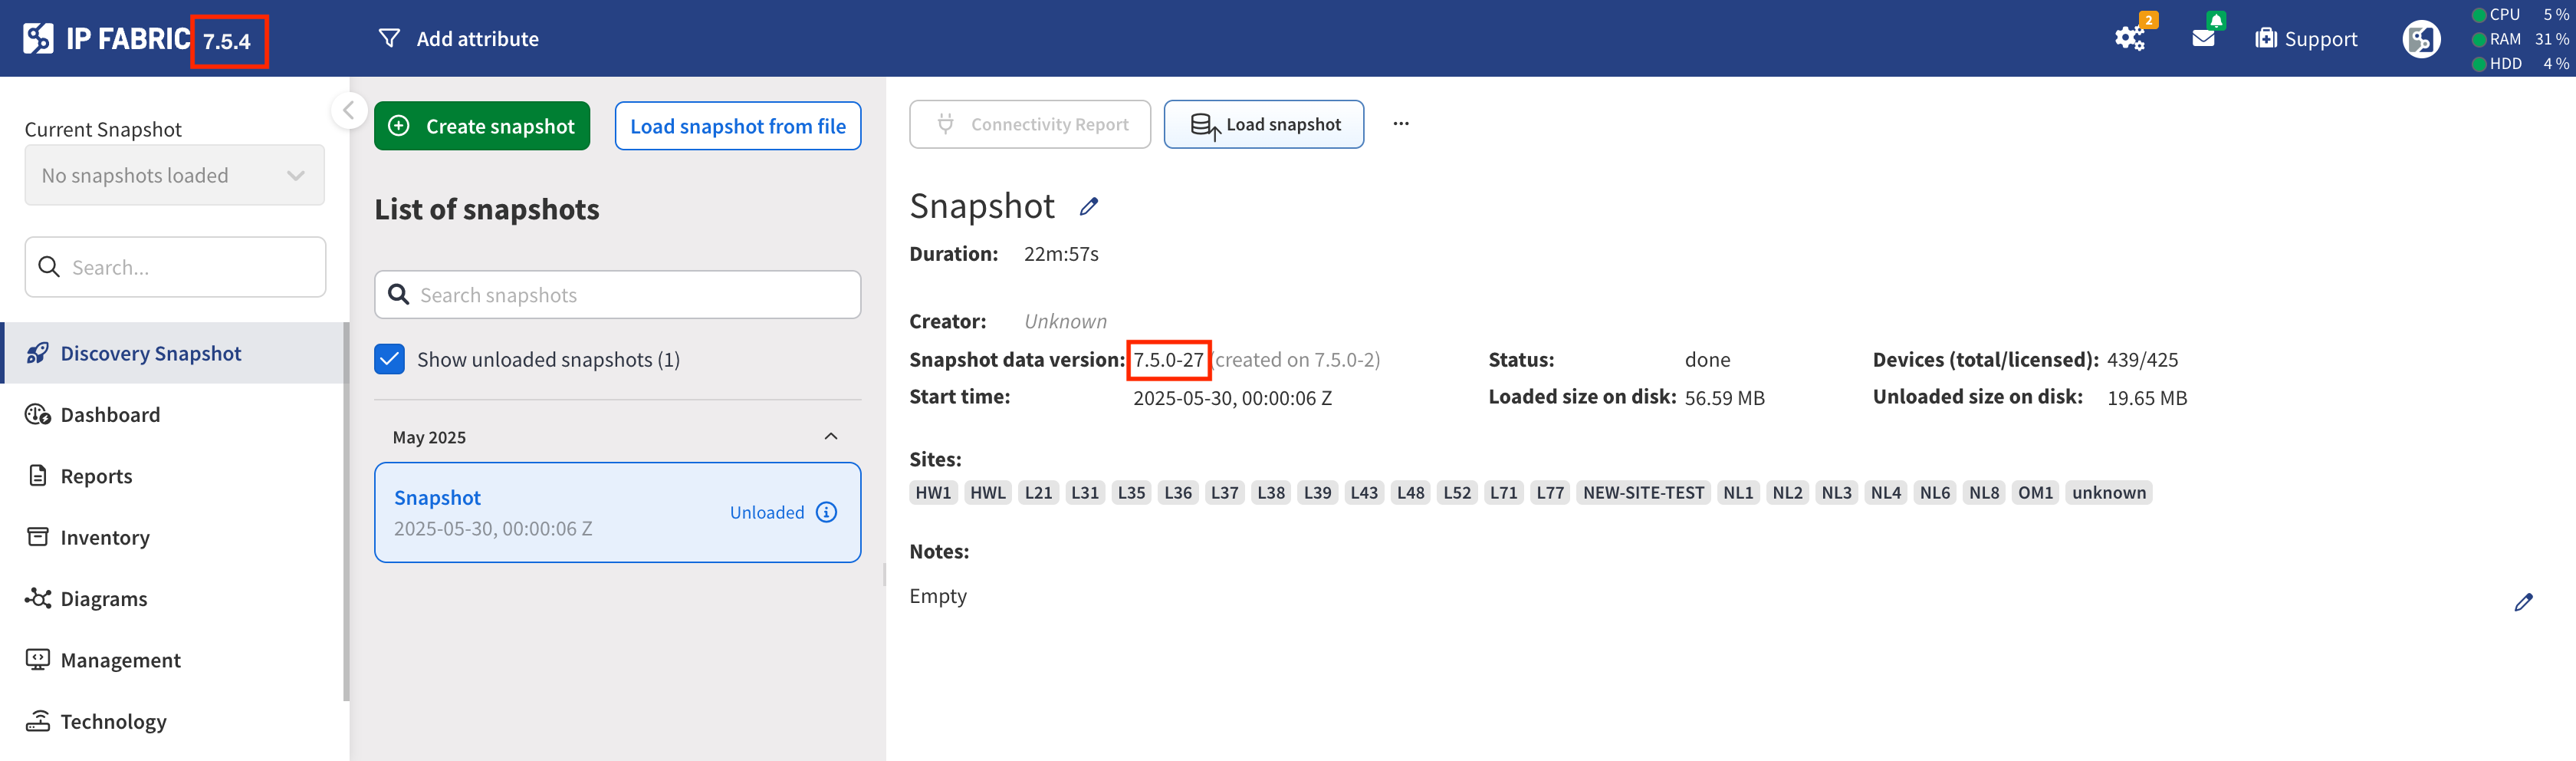 IP FABRIC 7.5.4
Add attribute
2
Support
CPU 5 %
RAM 31 %
HDD 4 %
Current Snapshot
No snapshots loaded
Search...
Discovery Snapshot
Dashboard
Reports
Inventory
Diagrams
Management
Technology
Create snapshot
Load snapshot from file
List of snapshots
Search snapshots
Show unloaded snapshots (1)
May 2025
Snapshot
2025-05-30, 00:00:06 Z
Unloaded
Connectivity Report
Load snapshot
...
Snapshot
Duration: 22m:57s
Creator: Unknown
Snapshot data version: 7.5.0-27 (created on 7.5.0-2)
Status: done
Devices (total/licensed): 439/425
Start time: 2025-05-30, 00:00:06 Z
Loaded size on disk: 56.59 MB
Unloaded size on disk: 19.65 MB
Sites:
HW1 HWL L21 L31 L35 L36 L37 L38 L39 L43 L48 L52 L71 L77 NEW-SITE-TEST NL1 NL2 NL3 NL4 NL6 NL8 OM1 unknown
Notes:
Empty